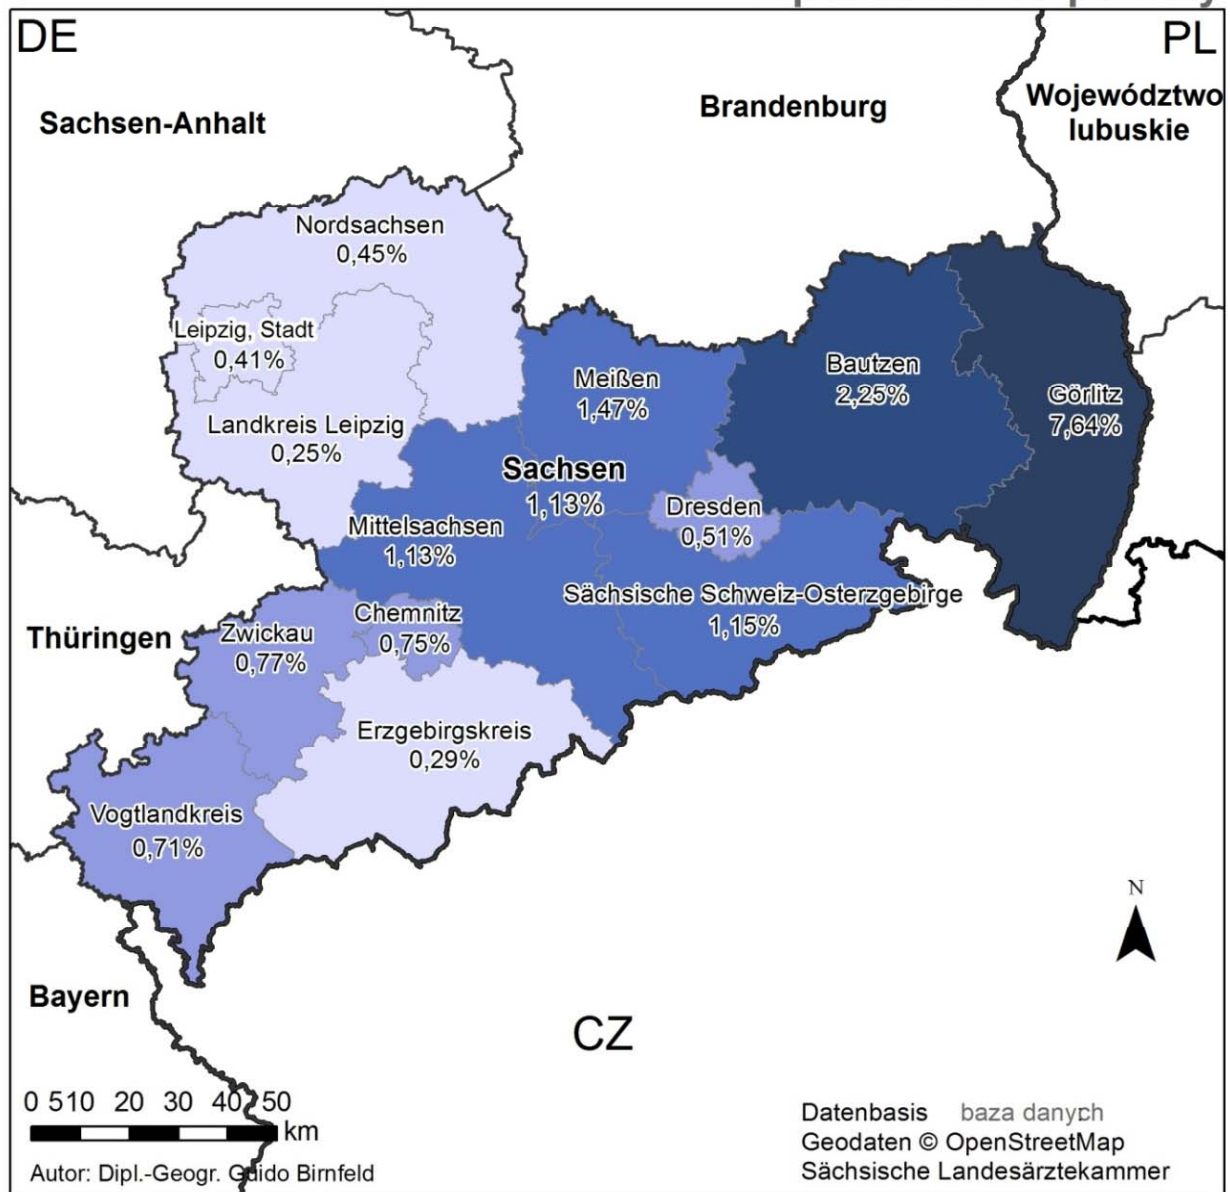 DE
PL
Sachsen-Anhalt
Brandenburg
Województwo
lubuskie
Nordsachsen
0,45%
Leipzig, Stadt
0,41%
Landkreis Leipzig
0,25%
Meißen
1,47%
Bautzen
2,25%
Görlitz
7,64%
Sachsen
1,13%
Dresden
0,51%
Mittelsachsen
1,13%
Sächsische Schweiz-Osterzgebirge
1,15%
Thüringen
Zwickau
0,77%
Chemnitz
0,75%
Erzgebirgskreis
0,29%
Vogtlandkreis
0,71%
N
Bayern
CZ
0 510 20 30 40 50
km
Autor: Dipl.-Geogr. Guido Birnfeld
Datenbasis baza danych
Geodaten © OpenStreetMap
Sächsische Landesärztekammer